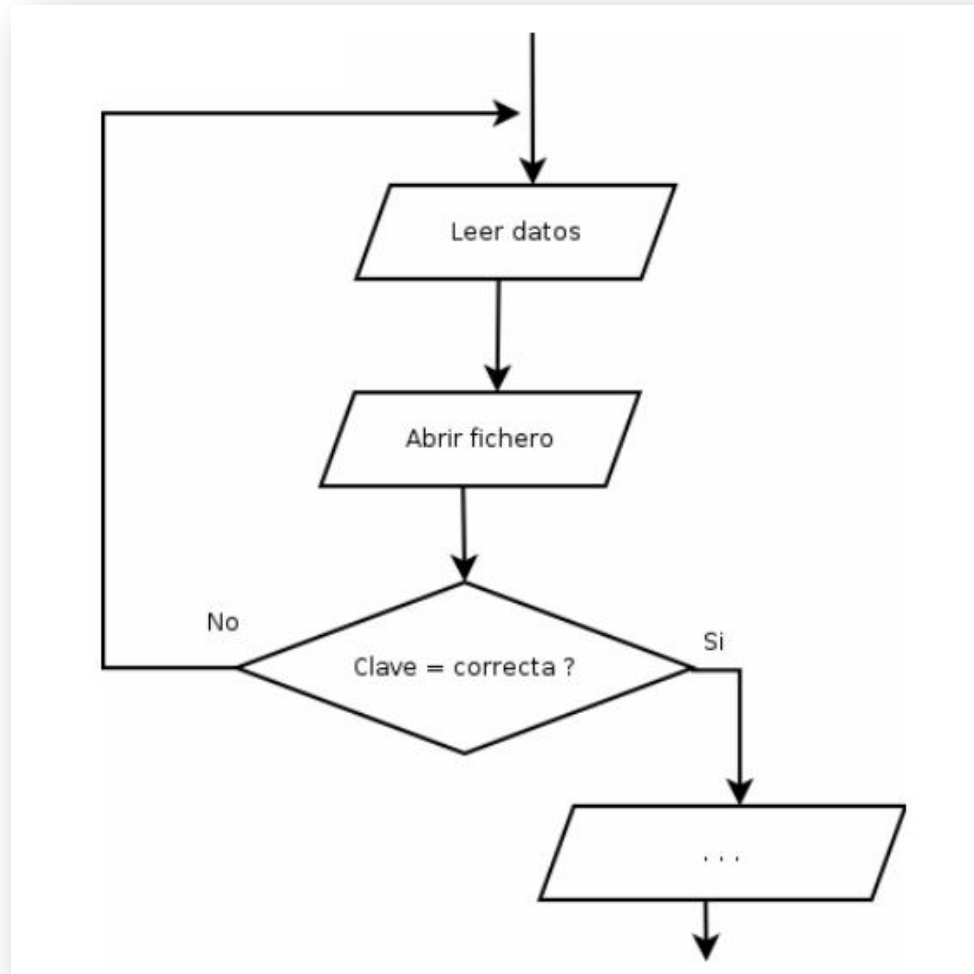 Leer datos
Abrir fichero
No
Si
Clave = correcta ?
. . .